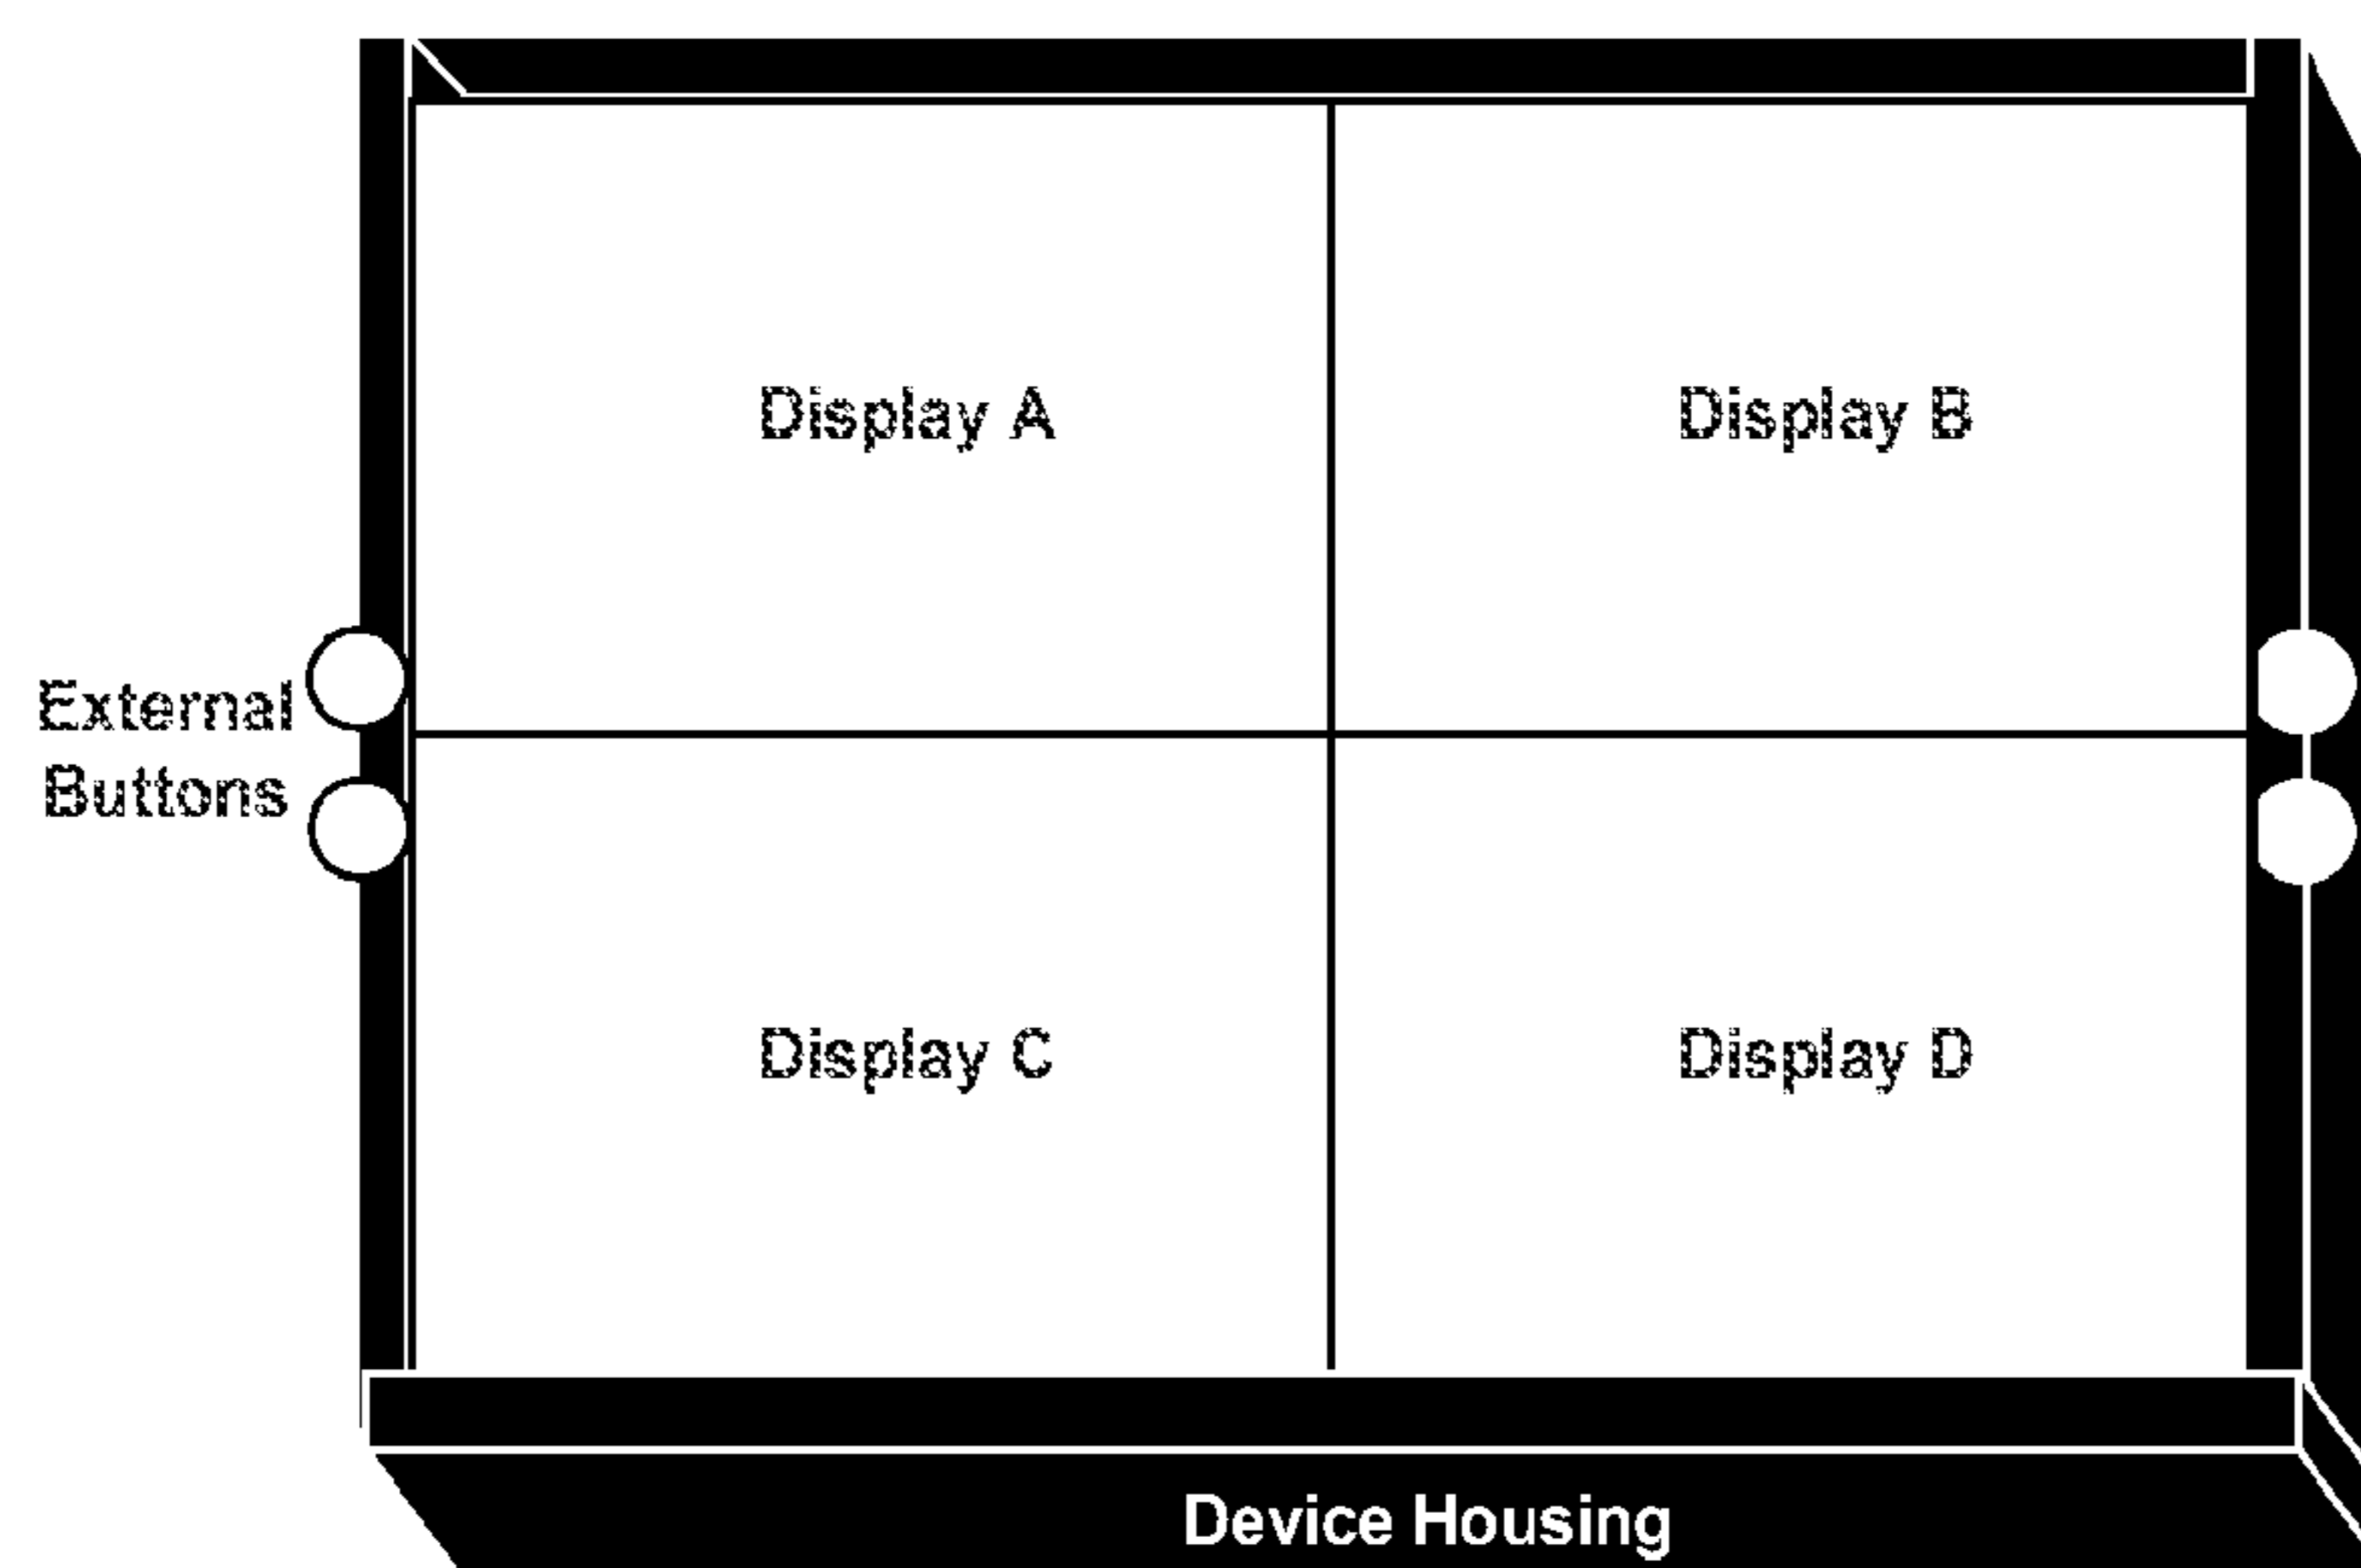 Display A
Display B
External
Buttons
Display C
Display D
Device Housing